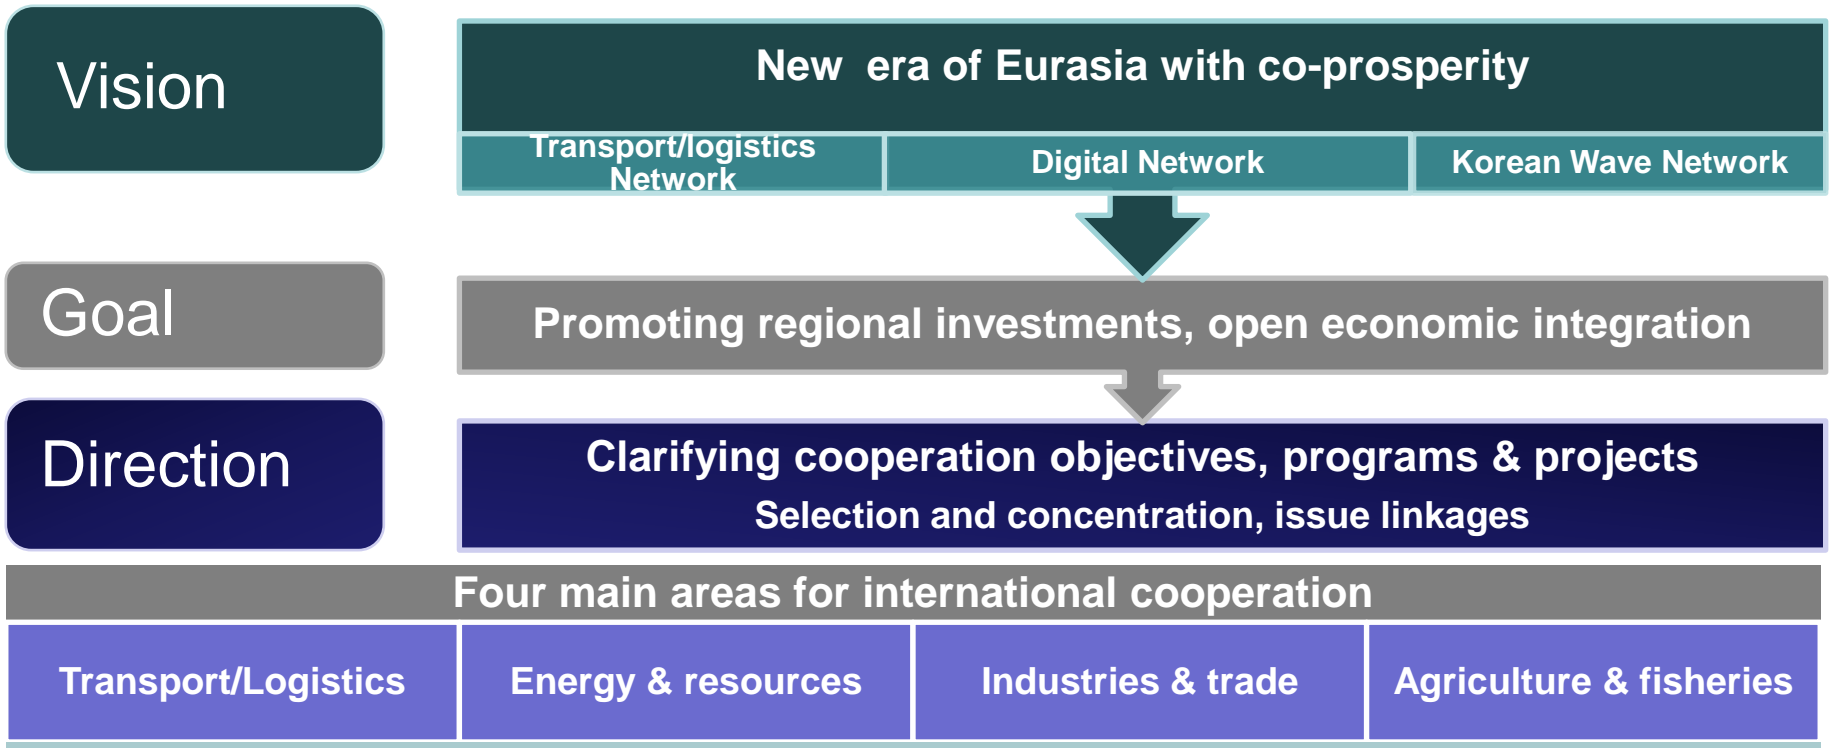 Vision
New era of Eurasia with co-prosperity
Transport/logistics
Network
Digital Network
Korean Wave Network
Goal
Promoting regional investments, open economic integration
Direction
Clarifying cooperation objectives, programs & projects
Selection and concentration, issue linkages
Four main areas for international cooperation
Transport/Logistics
Energy & resources
Industries & trade
Agriculture & fisheries